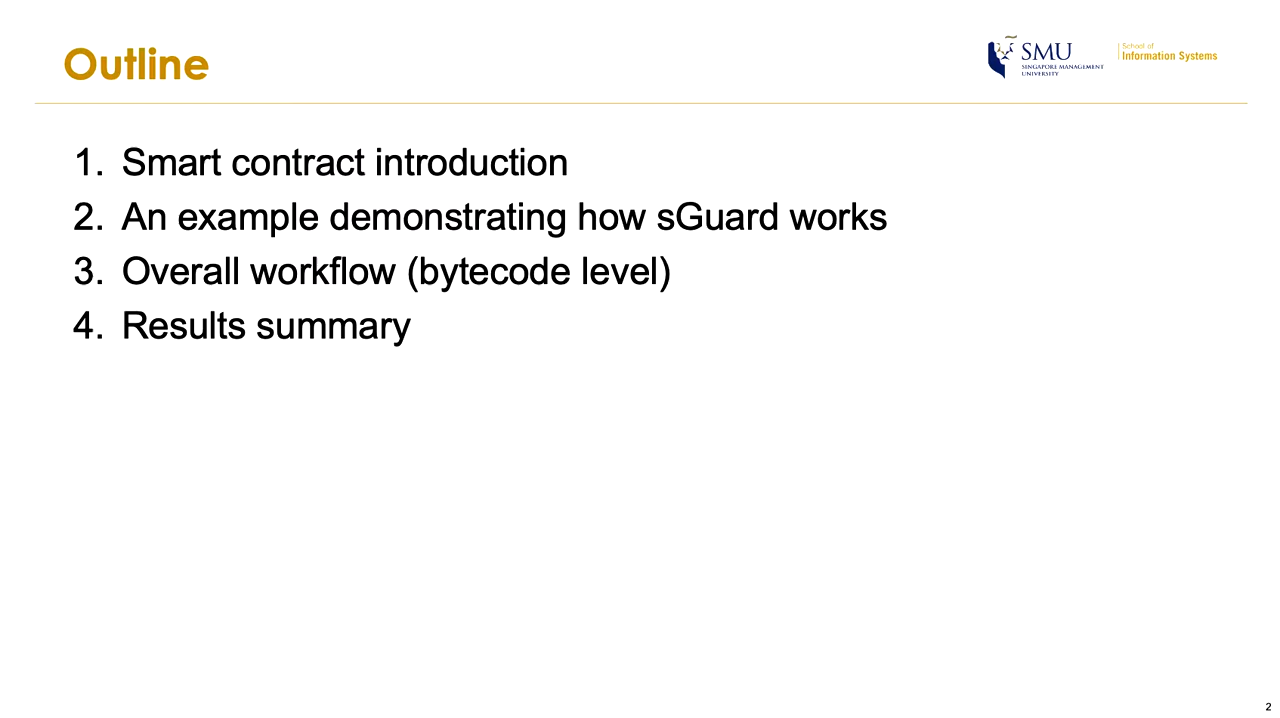 Outline
SMU
SINGAPORE MANAGEMENT
UNIVERSITY
School of
Information Systems
1. Smart contract introduction
2. An example demonstrating how sGuard works
3. Overall workflow (bytecode level)
4. Results summary
2